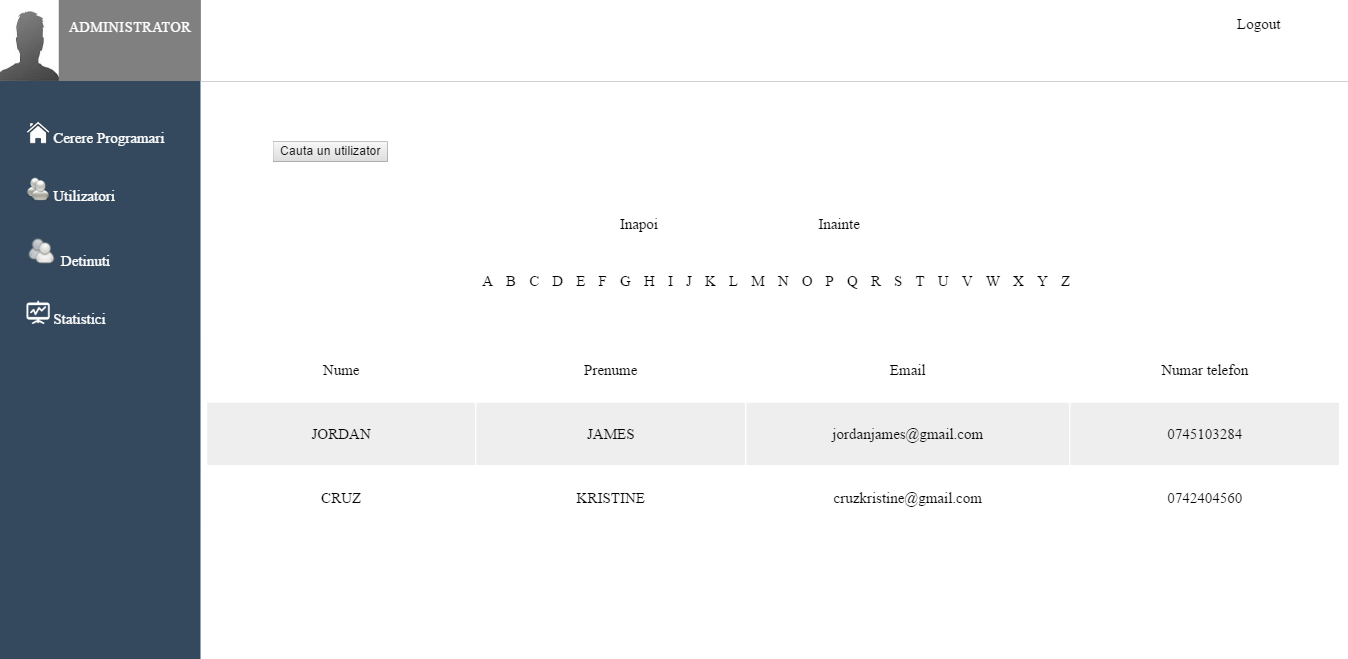 ADMINISTRATOR
Logout
Cerere Programari
Utilizatori
Detinuti
Statistici
Cauta un utilizator
Inapoi Inainte
A B C D E F G H I J K L M N O P Q R S T U V W X Y Z
Nume Prenume Email Numar telefon
JORDAN JAMES jordanjames@gmail.com 0745103284
CRUZ KRISTINE cruzkristine@gmail.com 0742404560